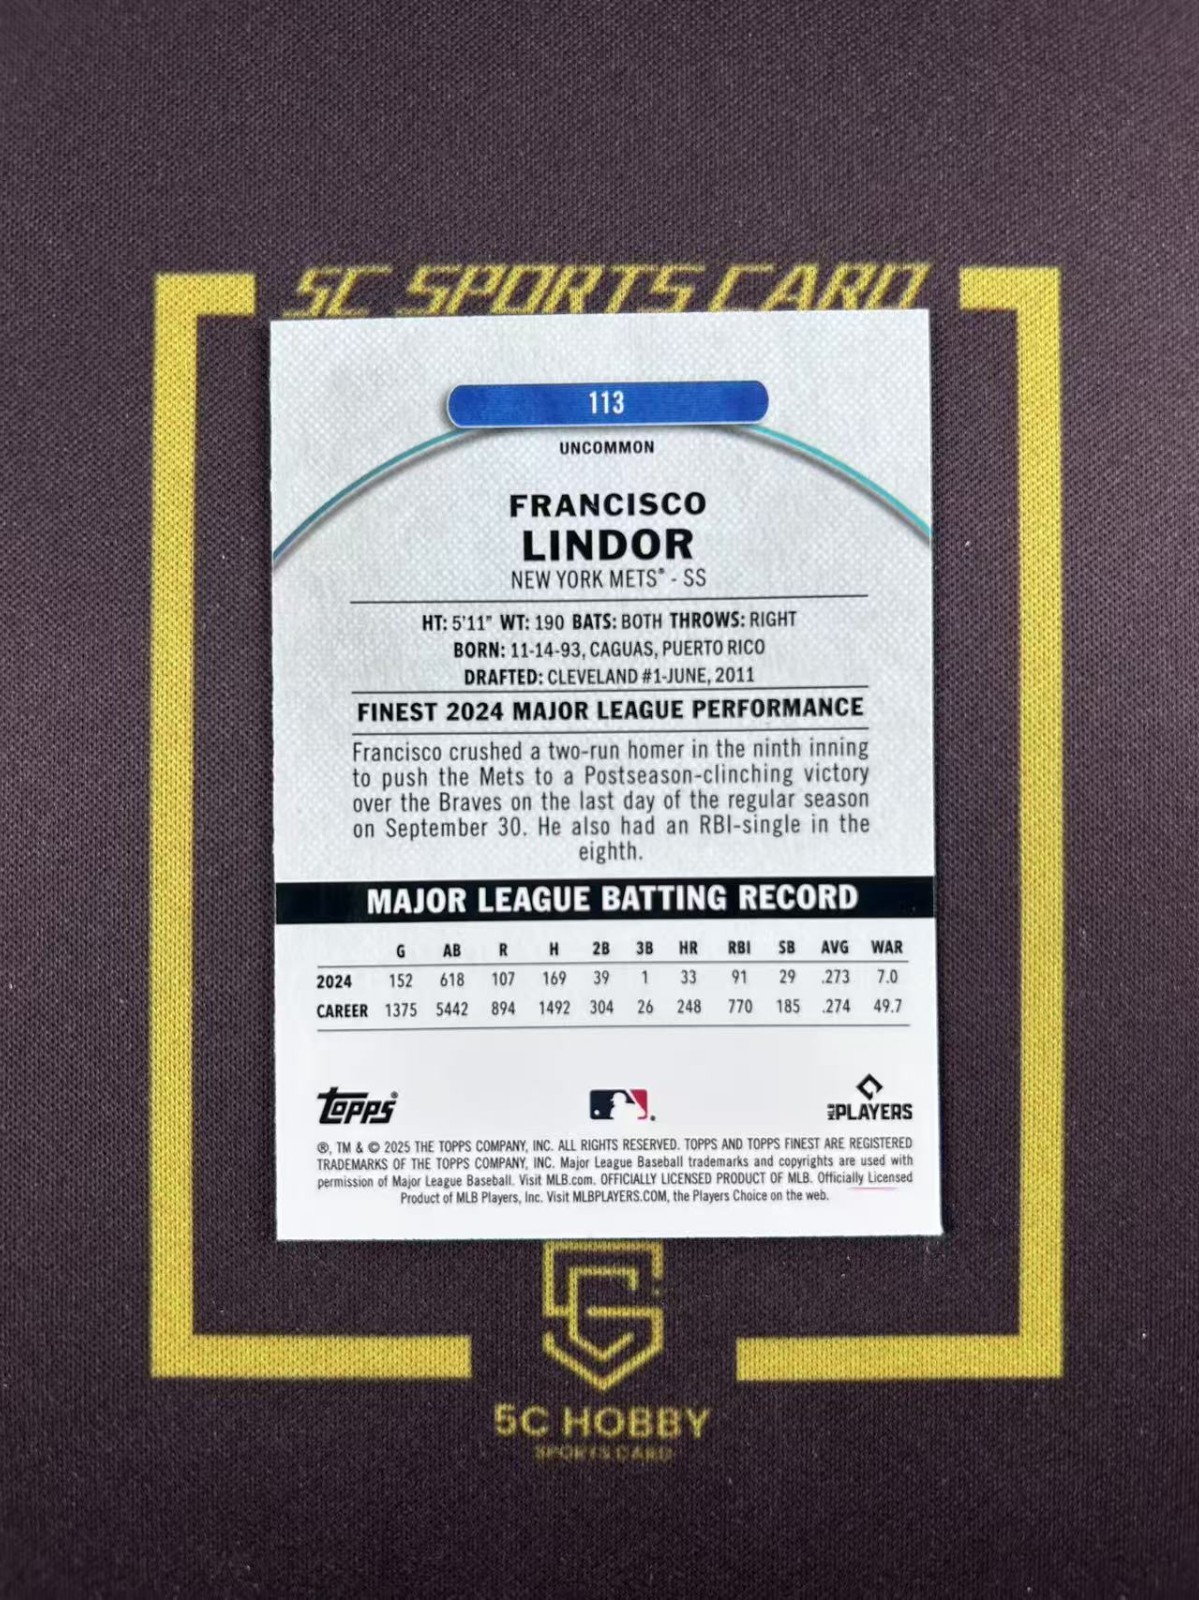 5C SPORTS CARD
113
UNCOMMON
FRANCISCO
LINDOR
NEW YORK METS® - SS
HT: 5'11" WT: 190 BATS: BOTH THROWS: RIGHT
BORN: 11-14-93, CAGUAS, PUERTO RICO
DRAFTED: CLEVELAND #1-JUNE, 2011
FINEST 2024 MAJOR LEAGUE PERFORMANCE
Francisco crushed a two-run homer in the ninth inning
to push the Mets to a Postseason-clinching victory
over the Braves on the last day of the regular season
on September 30. He also had an RBI-single in the
eighth.
MAJOR LEAGUE BATTING RECORD
G AB R H 2B 3B HR RBI SB AVG WAR
2024 152 618 107 169 39 1 33 91 29 .273 7.0
CAREER 1375 5442 894 1492 304 26 248 770 185 .274 49.7
topps®
MLB PLAYERS
®, TM & © 2025 THE TOPPS COMPANY, INC. ALL RIGHTS RESERVED. TOPPS AND TOPPS FINEST ARE REGISTERED
TRADEMARKS OF THE TOPPS COMPANY, INC. Major League Baseball trademarks and copyrights are used with
permission of Major League Baseball. Visit MLB.com. OFFICIALLY LICENSED PRODUCT OF MLB. Officially Licensed
Product of MLB Players, Inc. Visit MLBPLAYERS.COM, the Players Choice on the web.
5C HOBBY
SPORTS CARD